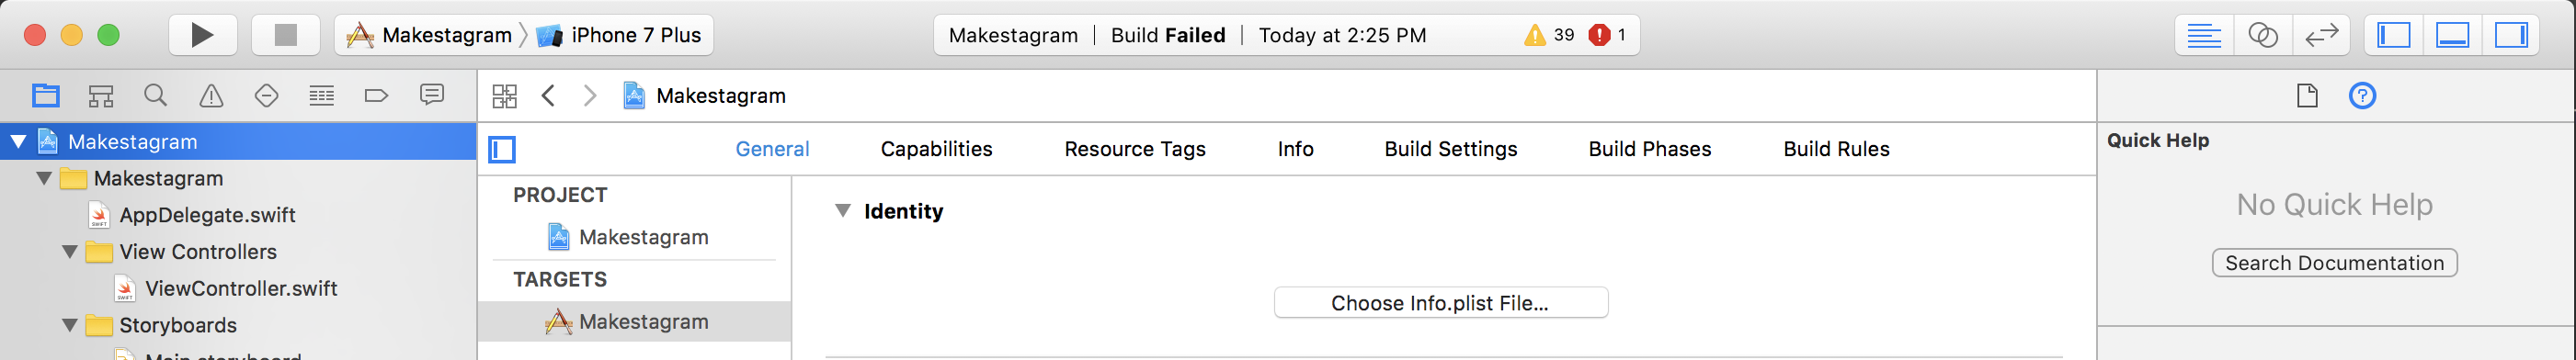 Makestagram iPhone 7 Plus Makestagram Build Failed Today at 2:25 PM 39 1
Makestagram
Makestagram
Makestagram
AppDelegate.swift
View Controllers
ViewController.swift
Storyboards
Main.storyboard
General Capabilities Resource Tags Info Build Settings Build Phases Build Rules
PROJECT
Makestagram
TARGETS
Makestagram
Identity
Choose Info.plist File...
Quick Help
No Quick Help
Search Documentation